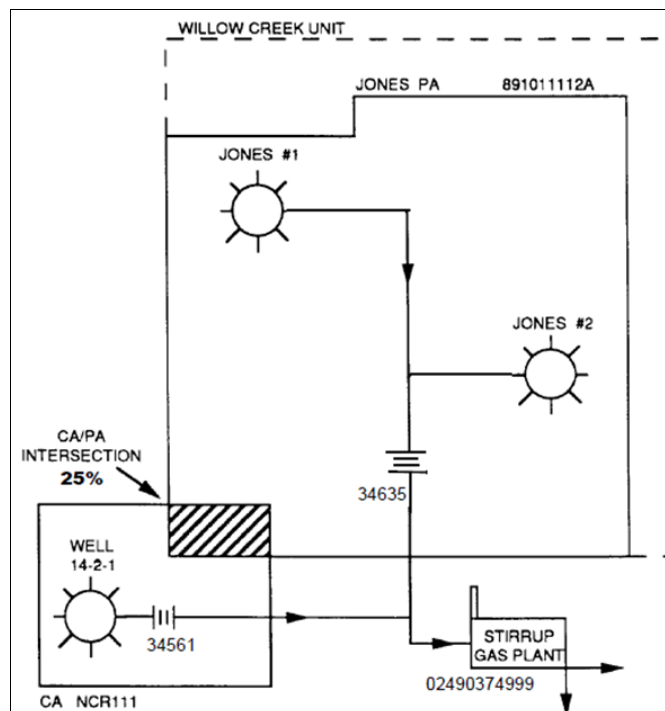 WILLOW CREEK UNIT
JONES PA 891011112A
JONES #1
JONES #2
CA/PA
INTERSECTION
25%
34635
WELL
14-2-1
34561
STIRRUP
GAS PLANT
02490374999
CA NCR111